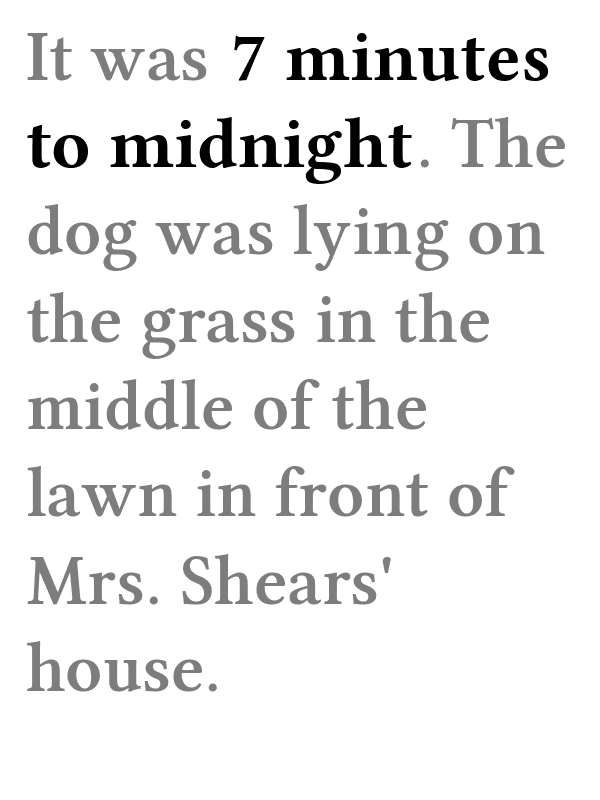 It was 7 minutes
to midnight. The
dog was lying on
the grass in the
middle of the
lawn in front of
Mrs. Shears'
house.